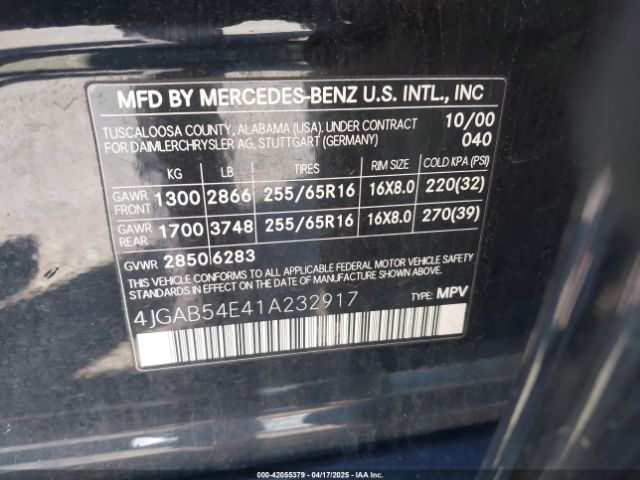 MFD BY MERCEDES-BENZ U.S. INTL., INC
TUSCALOOSA COUNTY, ALABAMA (USA), UNDER CONTRACT 10/00
FOR DAIMLERCHRYSLER AG, STUTTGART (GERMANY) 040
KG LB TIRES RIM SIZE COLD KPA (PSI)
GAWR FRONT 1300 2866 255/65R16 16X8.0 220(32)
GAWR REAR 1700 3748 255/65R16 16X8.0 270(39)
GVWR 2850 6283
THIS VEHICLE CONFORMS TO ALL APPLICABLE FEDERAL MOTOR VEHICLE SAFETY
STANDARDS IN EFFECT ON THE DATE OF MANUFACTURE SHOWN ABOVE.
4JGAB54E41A232917 TYPE: MPV
000-42055379 - 04/17/2025 - IAAI Inc.